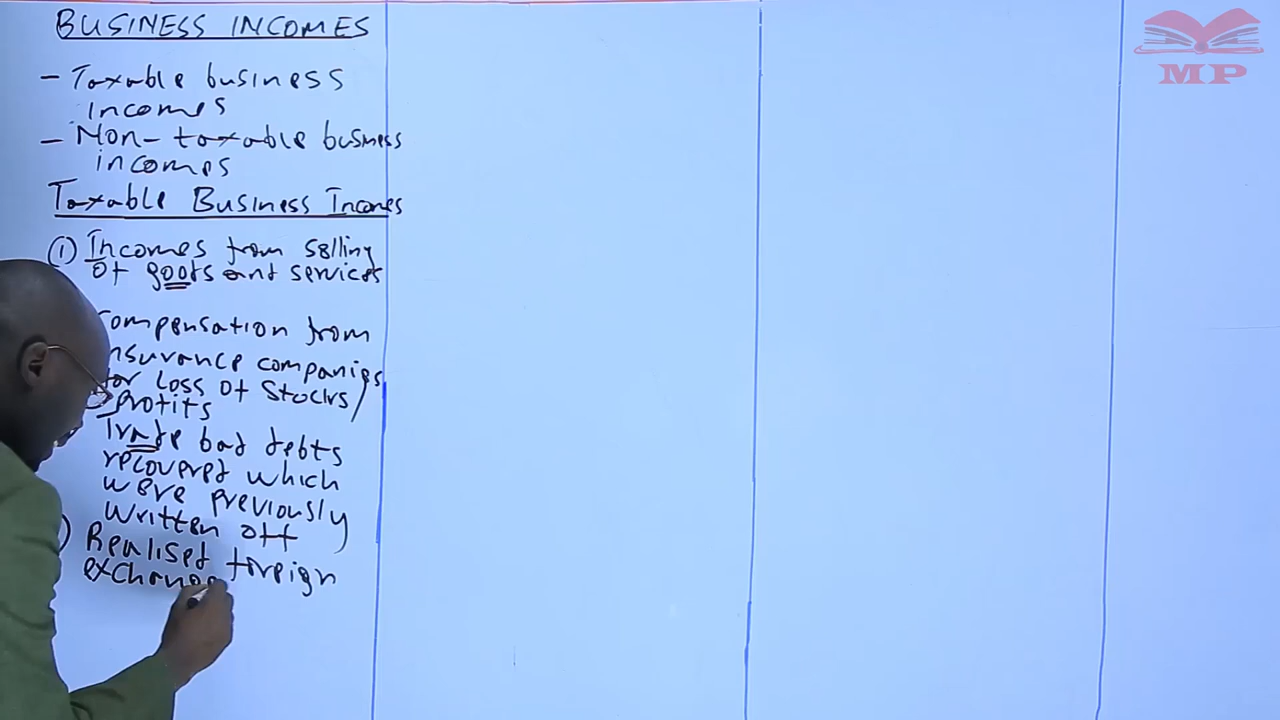 BUSINESS INCOMES
- Taxable business
incomes
- Non-taxable business
incomes
Taxable Business Incomes
① Incomes from selling
of goods and services
ompensation from
nsurance companies
for Loss of Stocks/
profits
Trade bad debts
recovered which
were previously
written off
) Realised foreign
exchange
MP